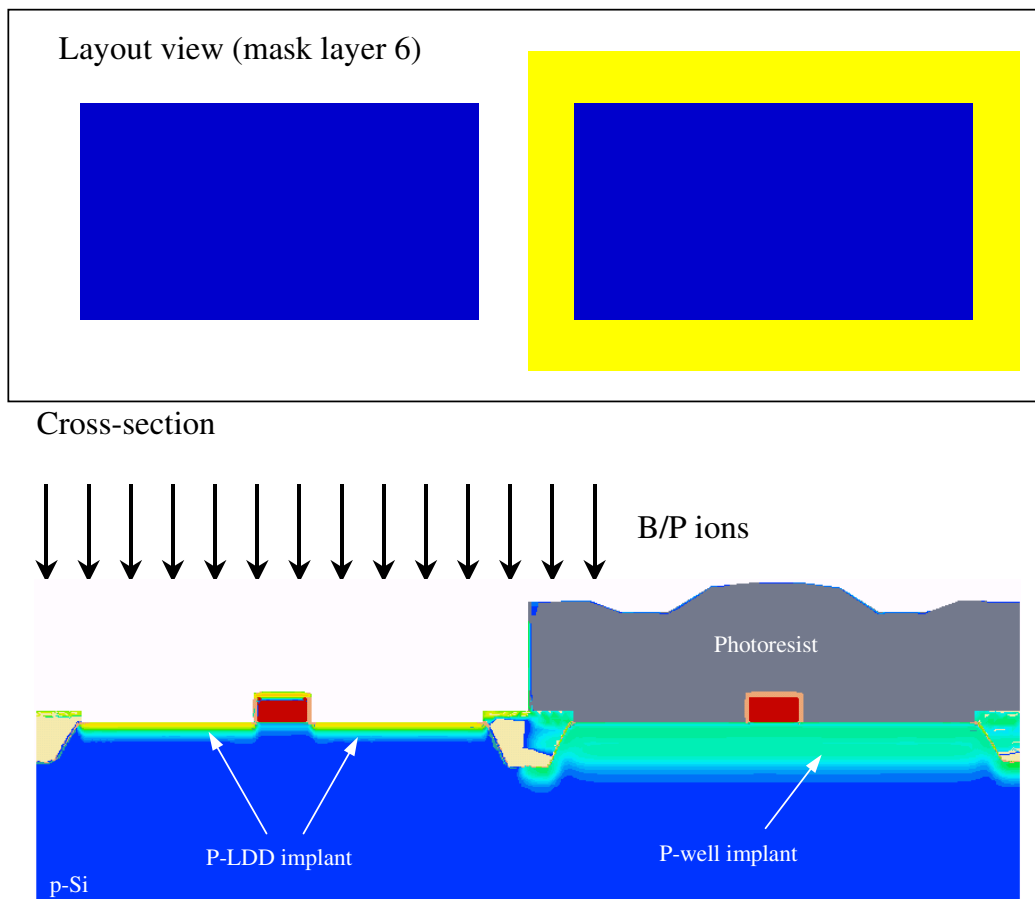 Layout view (mask layer 6)
Cross-section
B/P ions
Photoresist
P-LDD implant
P-well implant
p-Si